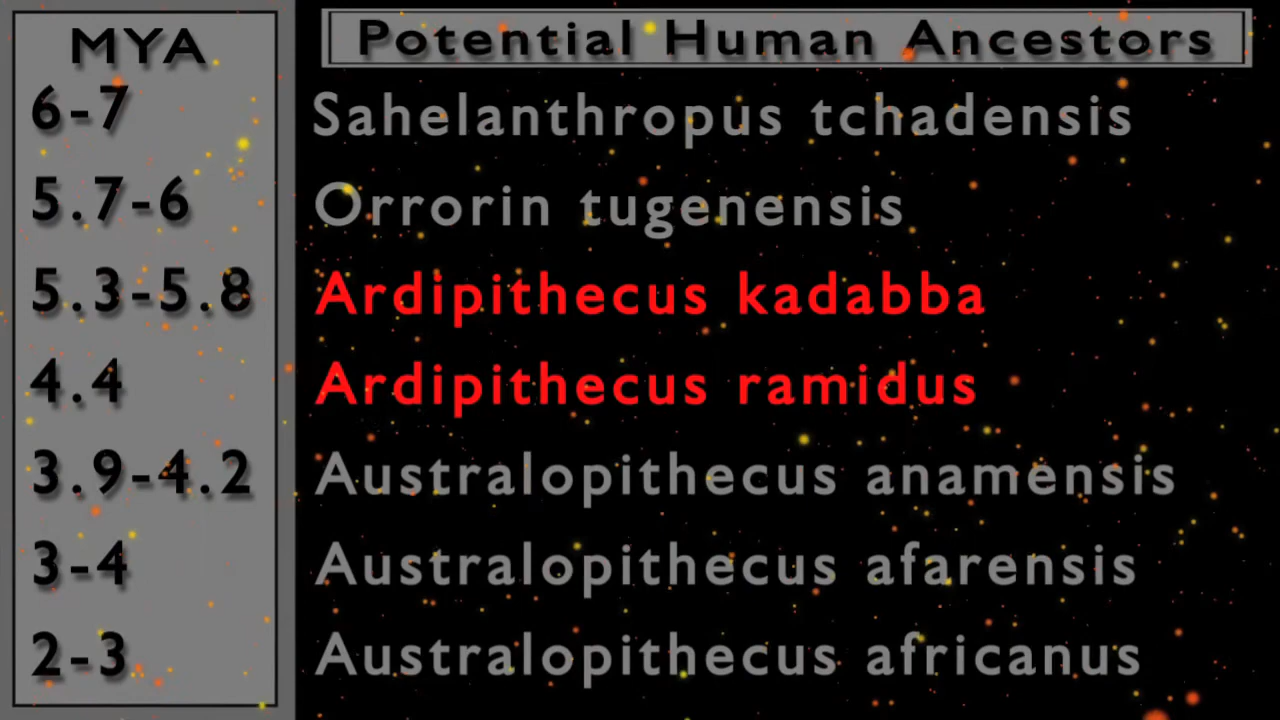 MYA Potential Human Ancestors
6-7 Sahelanthropus tchadensis
5.7-6 Orrorin tugenensis
5.3-5.8 Ardipithecus kadabba
4.4 Ardipithecus ramidus
3.9-4.2 Australopithecus anamensis
3-4 Australopithecus afarensis
2-3 Australopithecus africanus